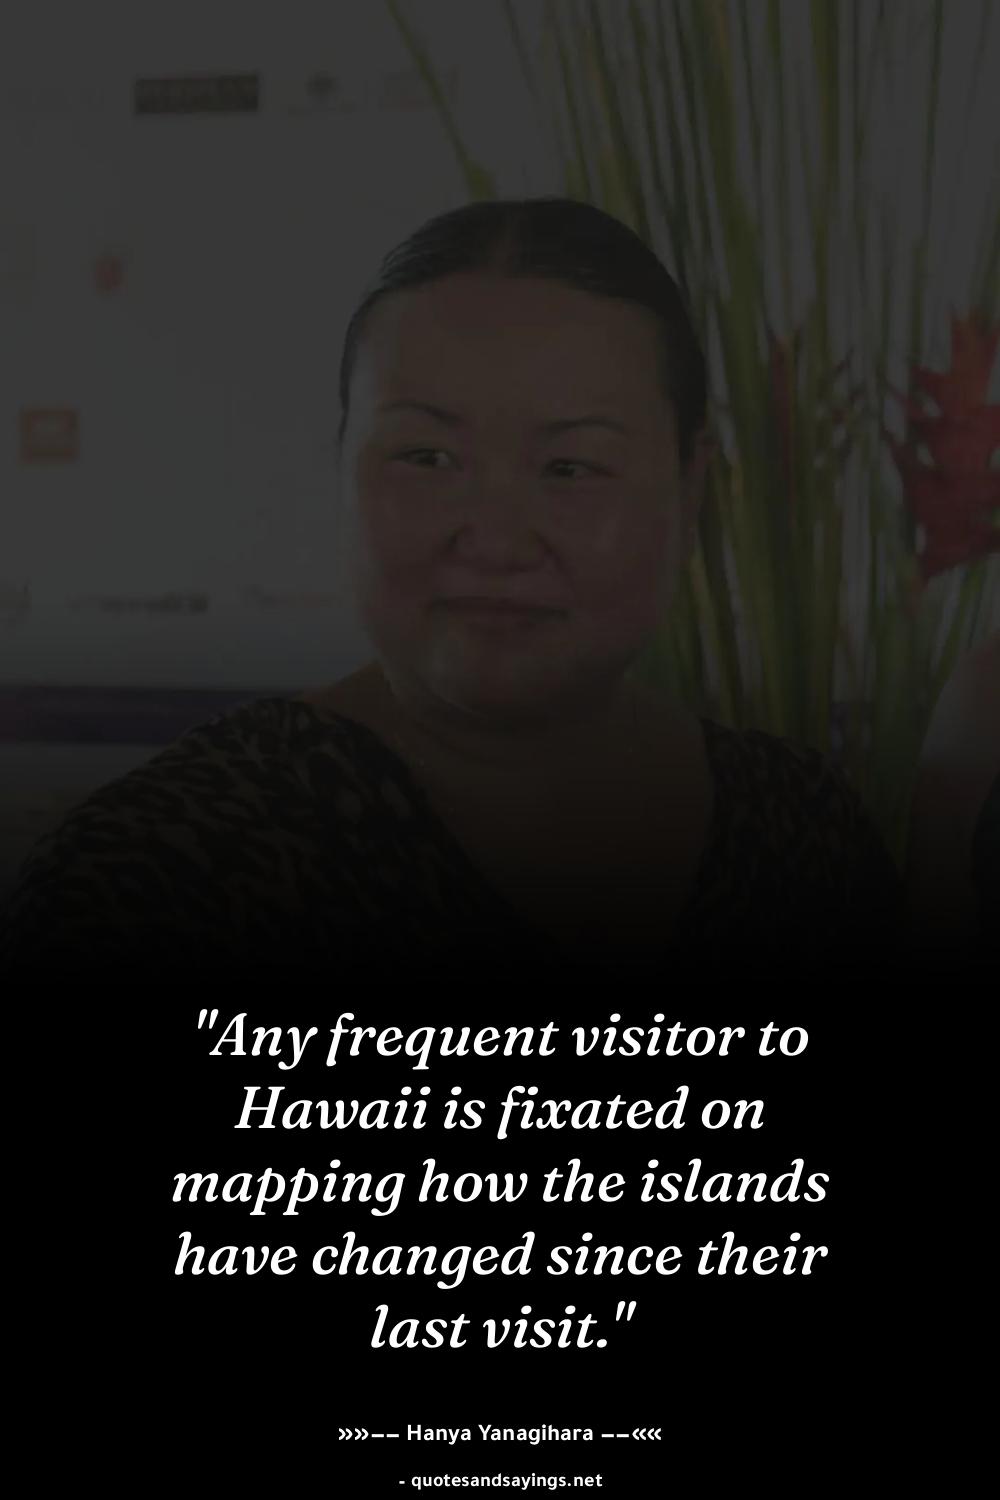 "Any frequent visitor to
Hawaii is fixated on
mapping how the islands
have changed since their
last visit."
»»−− Hanya Yanagihara −−««
- quotesandsayings.net